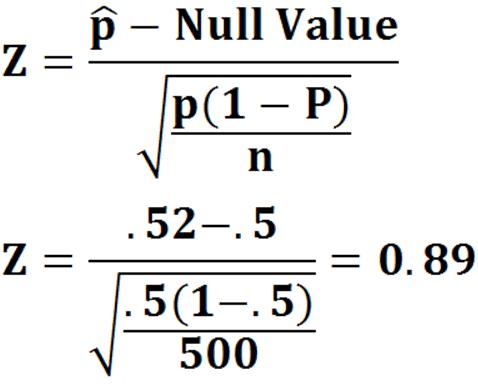 Z = p̂ − Null Value / √(p(1 − P) / n)
Z = .52−.5 / √(.5(1−.5) / 500) = 0.89